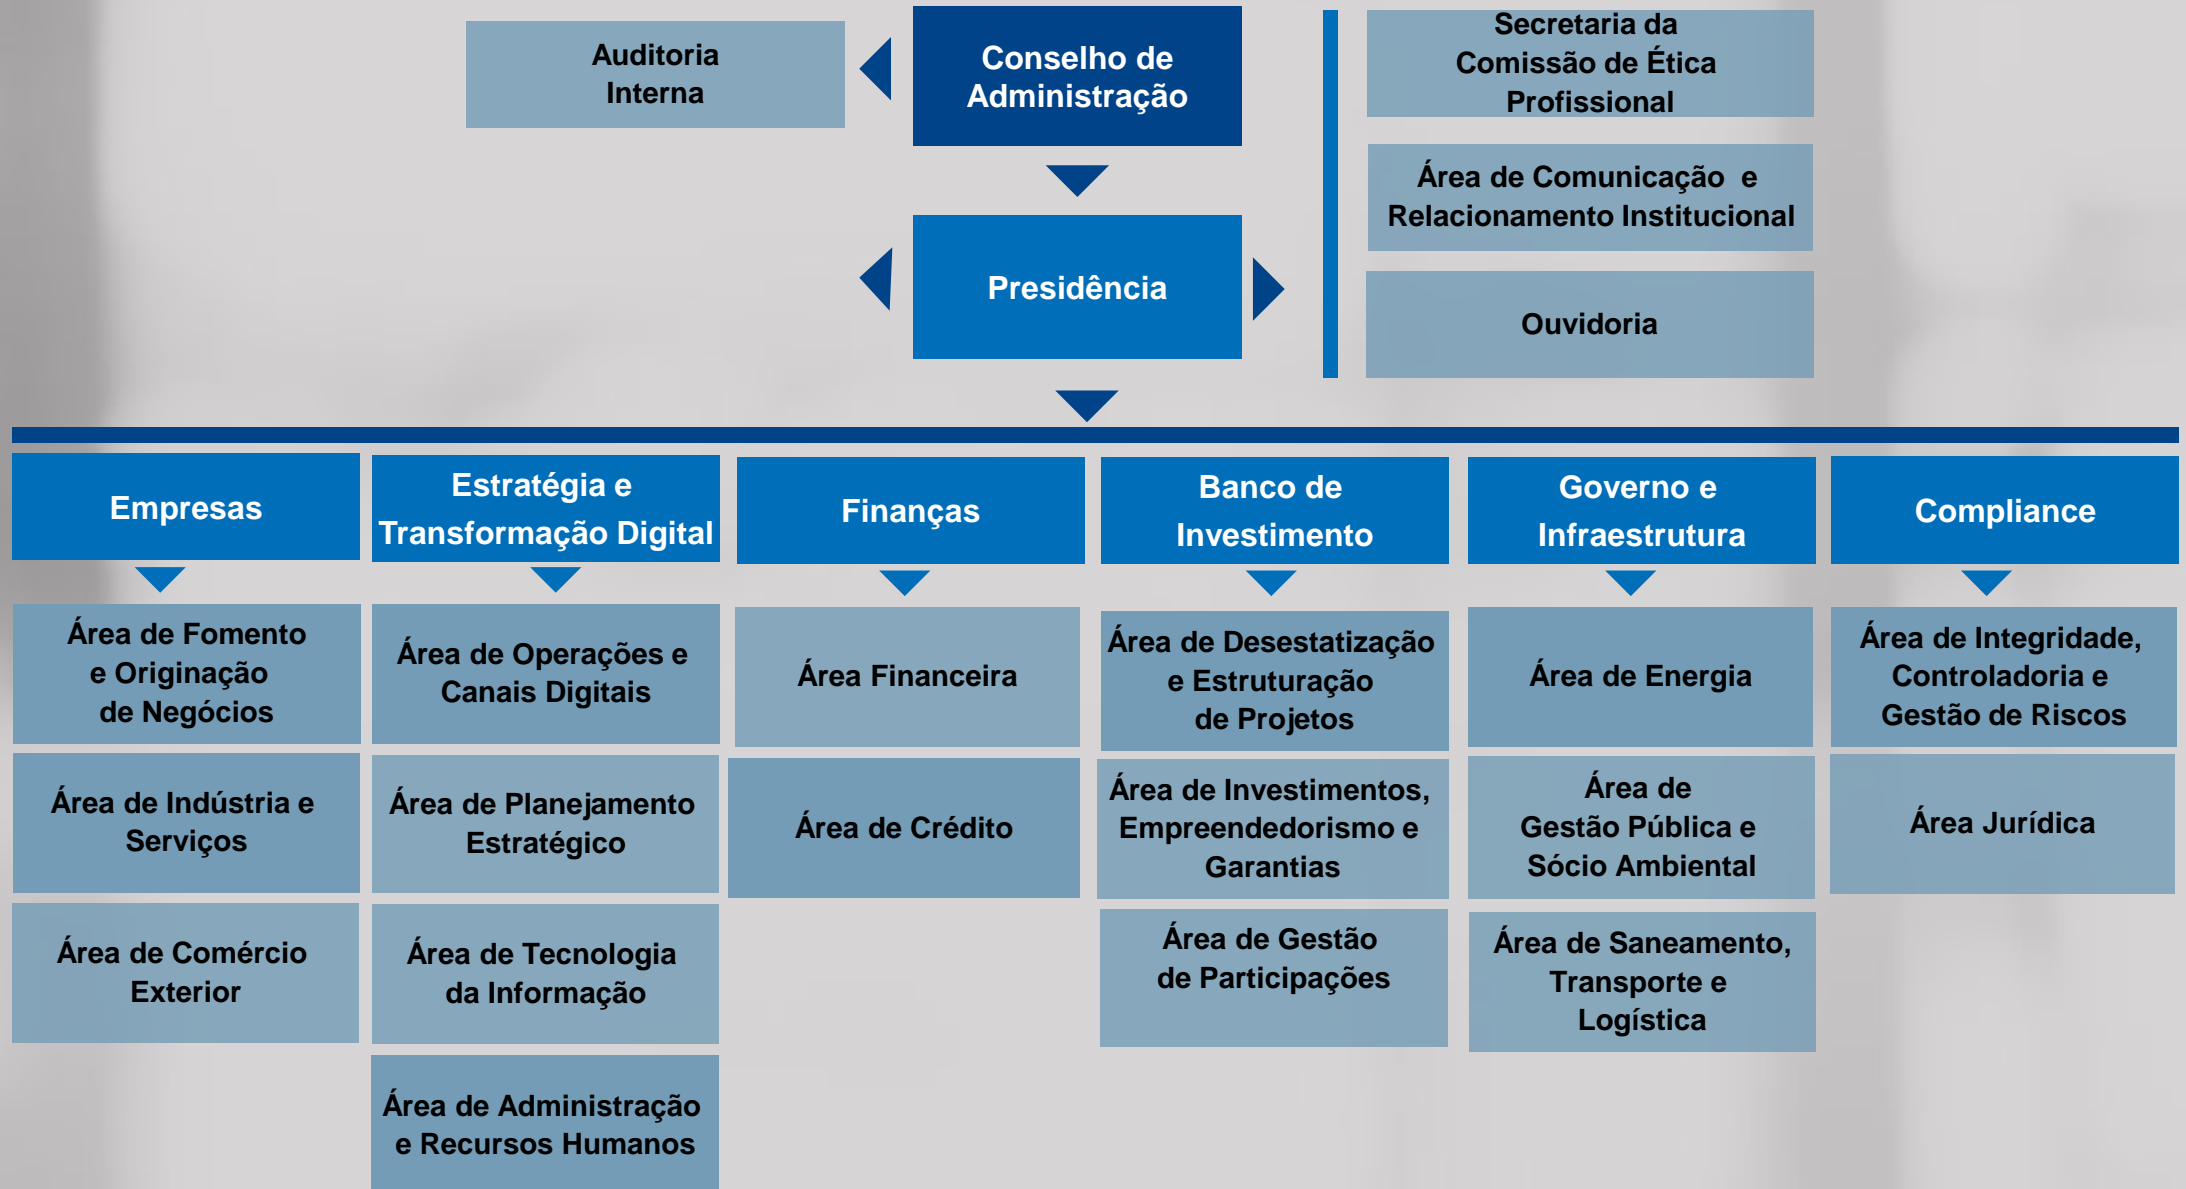 Auditoria
Interna
Conselho de
Administração
Secretaria da
Comissão de Ética
Profissional
Área de Comunicação e
Relacionamento Institucional
Presidência
Ouvidoria
Empresas
Estratégia e
Transformação Digital
Finanças
Banco de
Investimento
Governo e
Infraestrutura
Compliance
Área de Fomento
e Originação
de Negócios
Área de Indústria e
Serviços
Área de Comércio
Exterior
Área de Operações e
Canais Digitais
Área de Planejamento
Estratégico
Área de Tecnologia
da Informação
Área de Administração
e Recursos Humanos
Área Financeira
Área de Crédito
Área de Desestatização
e Estruturação
de Projetos
Área de Investimentos,
Empreendedorismo e
Garantias
Área de Gestão
de Participações
Área de Energia
Área de
Gestão Pública e
Sócio Ambiental
Área de Saneamento,
Transporte e
Logística
Área de Integridade,
Controladoria e
Gestão de Riscos
Área Jurídica